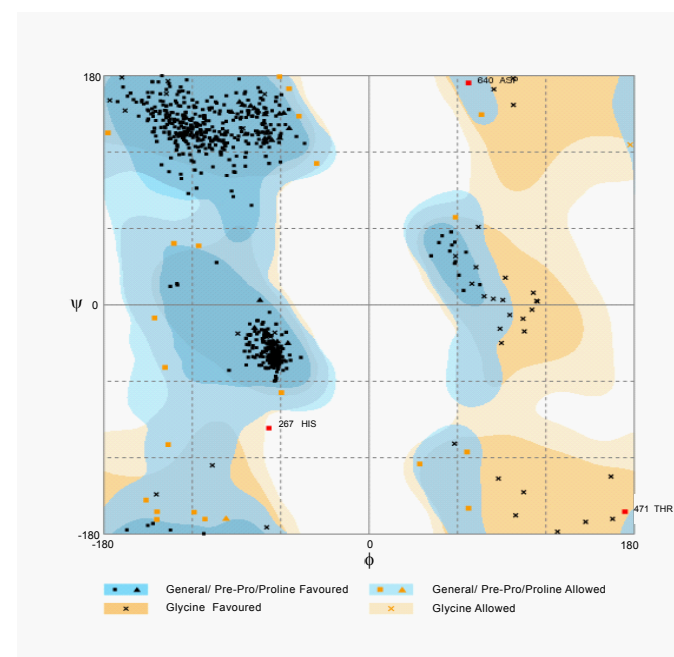 180
640 ASP
ψ
0
267 HIS
471 THR
-180
-180
0
180
ϕ
General/ Pre-Pro/Proline Favoured
General/ Pre-Pro/Proline Allowed
Glycine Favoured
Glycine Allowed